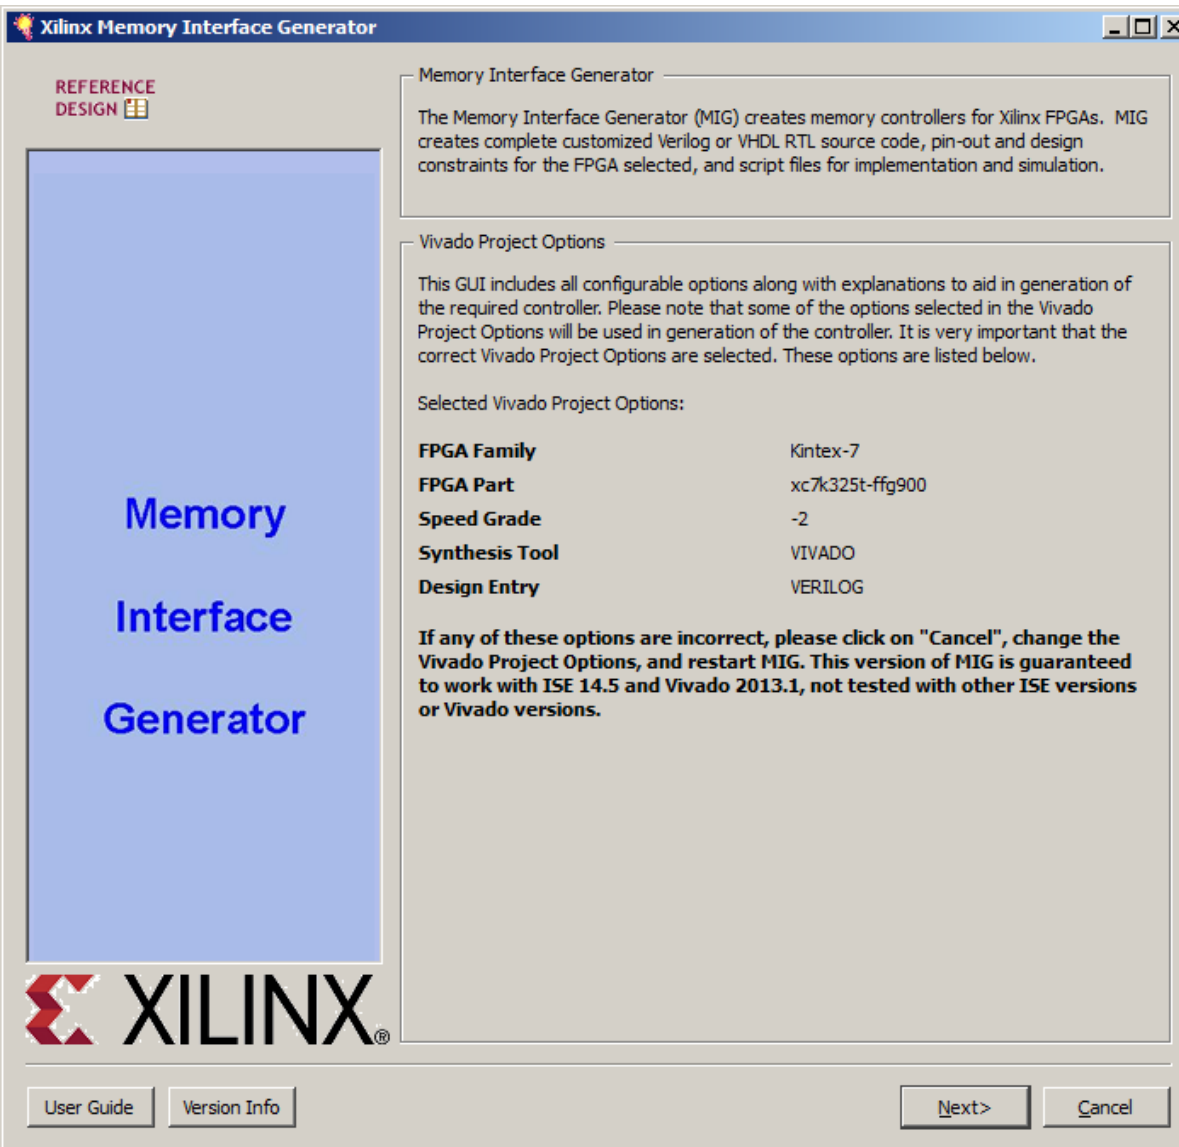 Xilinx Memory Interface Generator
REFERENCE
DESIGN
Memory
Interface
Generator
XILINX®
Memory Interface Generator
The Memory Interface Generator (MIG) creates memory controllers for Xilinx FPGAs.  MIG
creates complete customized Verilog or VHDL RTL source code, pin-out and design
constraints for the FPGA selected, and script files for implementation and simulation.
Vivado Project Options
This GUI includes all configurable options along with explanations to aid in generation of
the required controller. Please note that some of the options selected in the Vivado
Project Options will be used in generation of the controller. It is very important that the
correct Vivado Project Options are selected. These options are listed below.
Selected Vivado Project Options:
FPGA Family Kintex-7
FPGA Part xc7k325t-ffg900
Speed Grade -2
Synthesis Tool VIVADO
Design Entry VERILOG
If any of these options are incorrect, please click on "Cancel", change the
Vivado Project Options, and restart MIG. This version of MIG is guaranteed
to work with ISE 14.5 and Vivado 2013.1, not tested with other ISE versions
or Vivado versions.
User Guide Version Info Next> Cancel